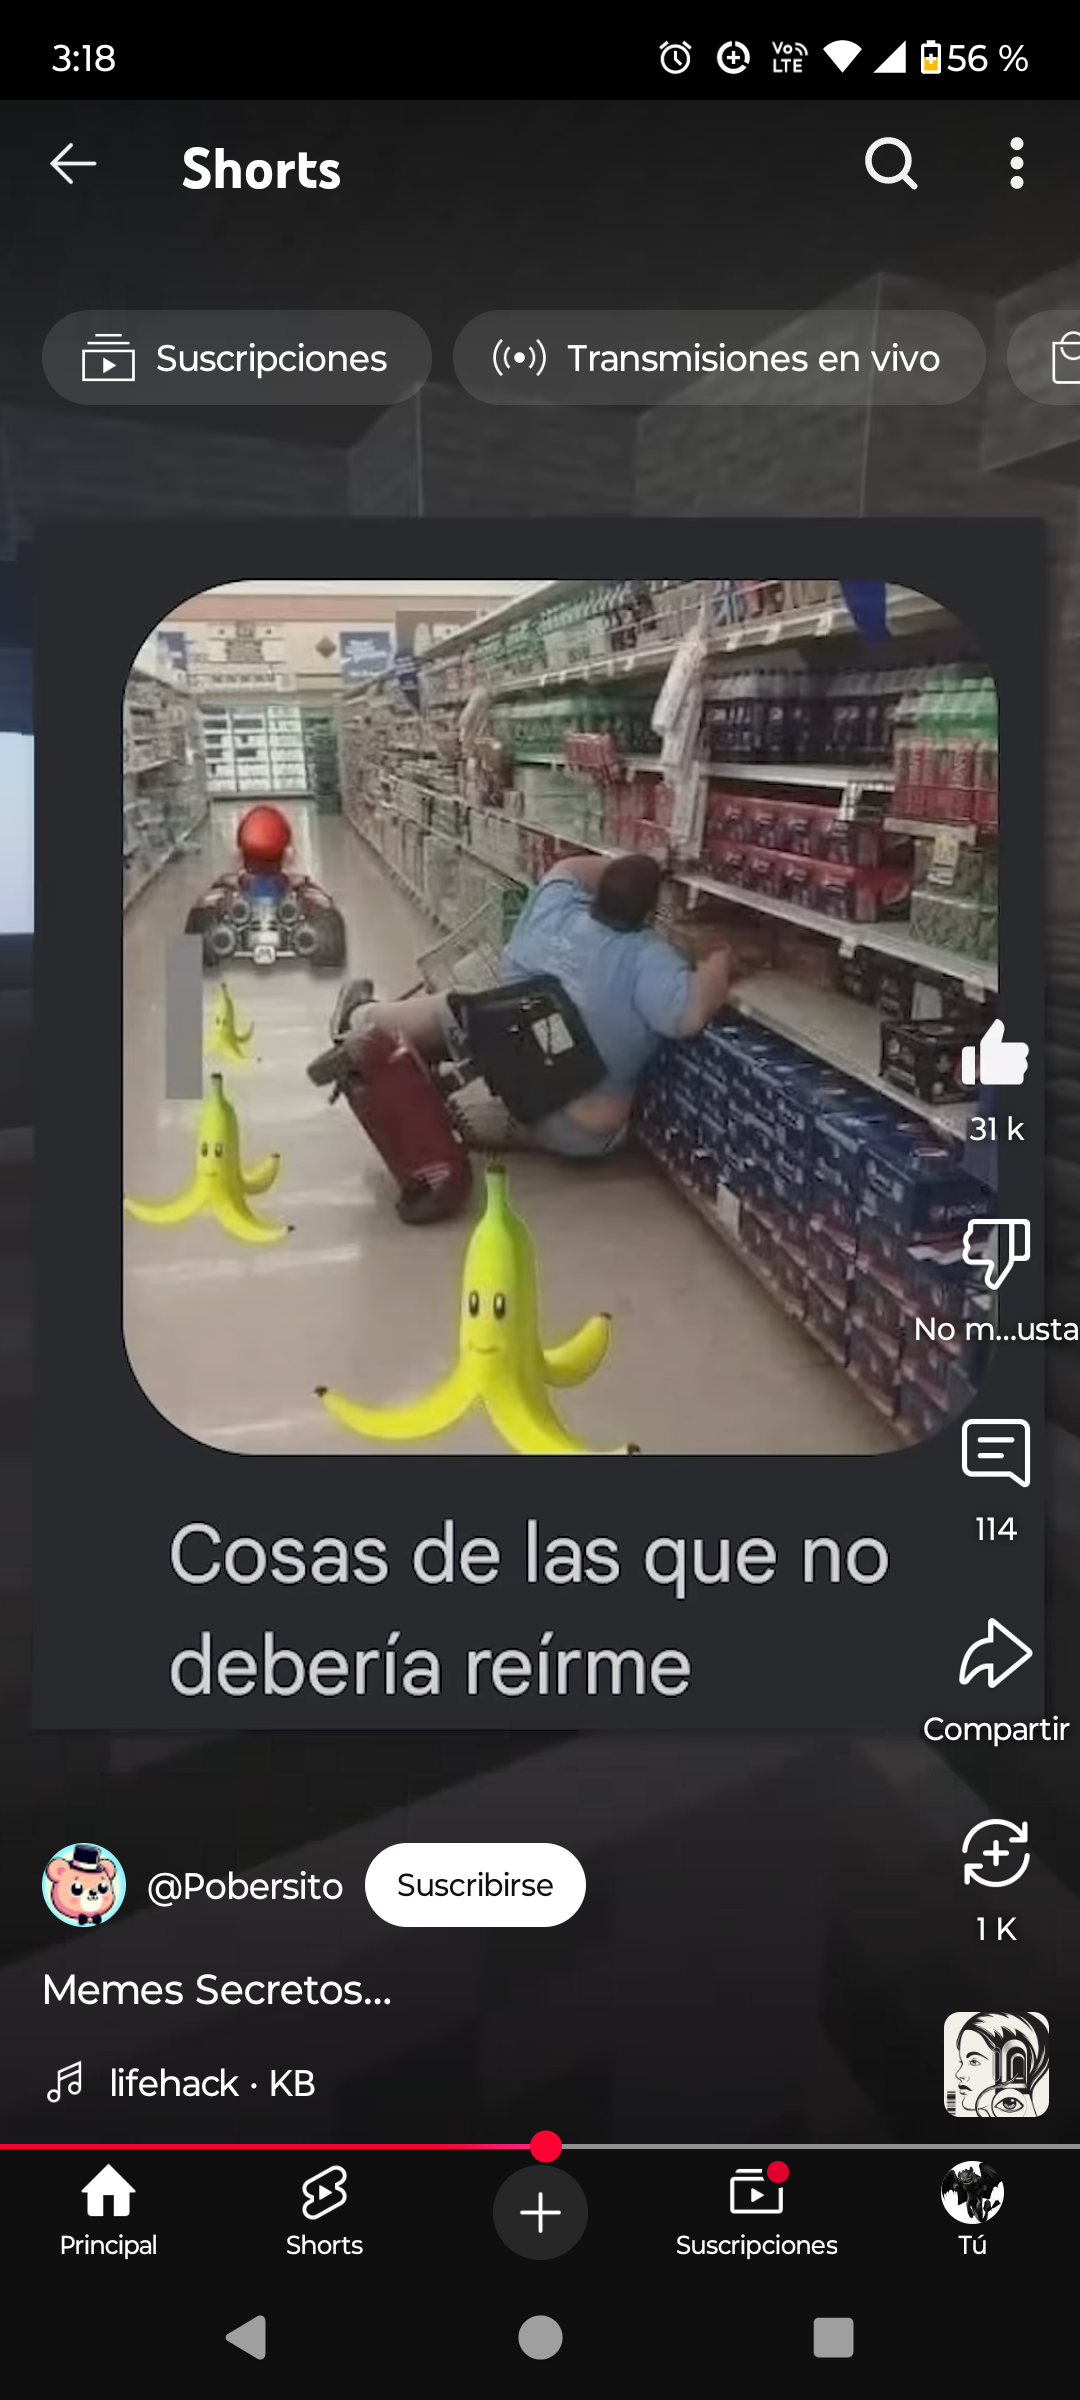 3:18
Vo LTE
56 %
Shorts
Suscripciones
Transmisiones en vivo
31 k
No m...usta
114
Cosas de las que no
debería reírme
Compartir
@Pobersito
Suscribirse
1 K
Memes Secretos...
lifehack · KB
Principal
Shorts
Suscripciones
Tú